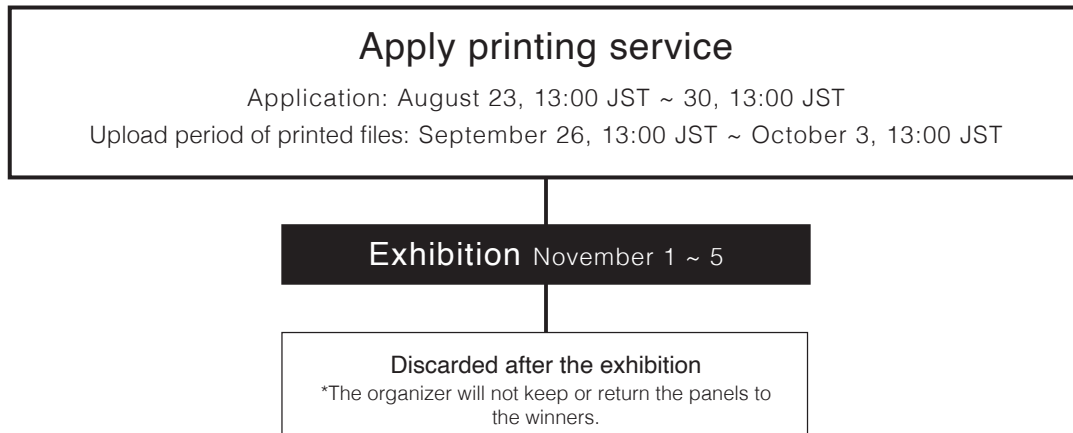 Apply printing service
Application: August 23, 13:00 JST ~ 30, 13:00 JST
Upload period of printed files: September 26, 13:00 JST ~ October 3, 13:00 JST
Exhibition November 1 ~ 5
Discarded after the exhibition
*The organizer will not keep or return the panels to
the winners.